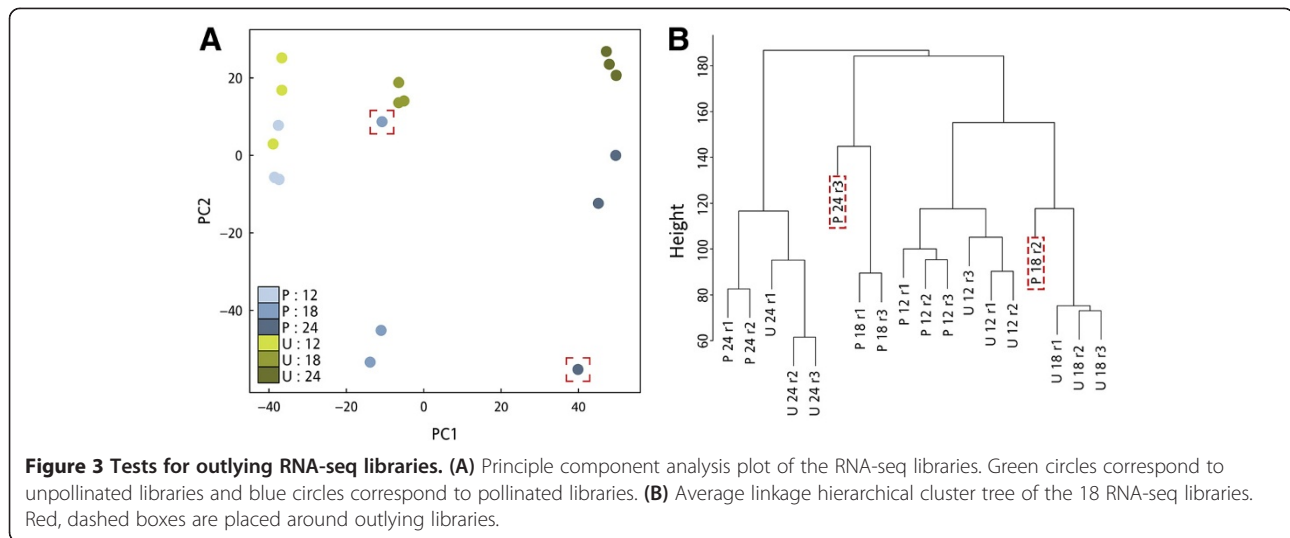 A
20
0
−20
−40
PC2
P : 12
P : 18
P : 24
U : 12
U : 18
U : 24
−40 −20 0 20 40
PC1
B
180
160
140
120
100
80
60
Height
P 24 r1
P 24 r2
U 24 r1
U 24 r2
U 24 r3
P 24 r3
P 18 r1
P 18 r3
P 12 r1
P 12 r2
P 12 r3
U 12 r3
U 12 r1
U 12 r2
P 18 r2
U 18 r1
U 18 r2
U 18 r3
Figure 3 Tests for outlying RNA-seq libraries. (A) Principle component analysis plot of the RNA-seq libraries. Green circles correspond to
unpollinated libraries and blue circles correspond to pollinated libraries. (B) Average linkage hierarchical cluster tree of the 18 RNA-seq libraries.
Red, dashed boxes are placed around outlying libraries.